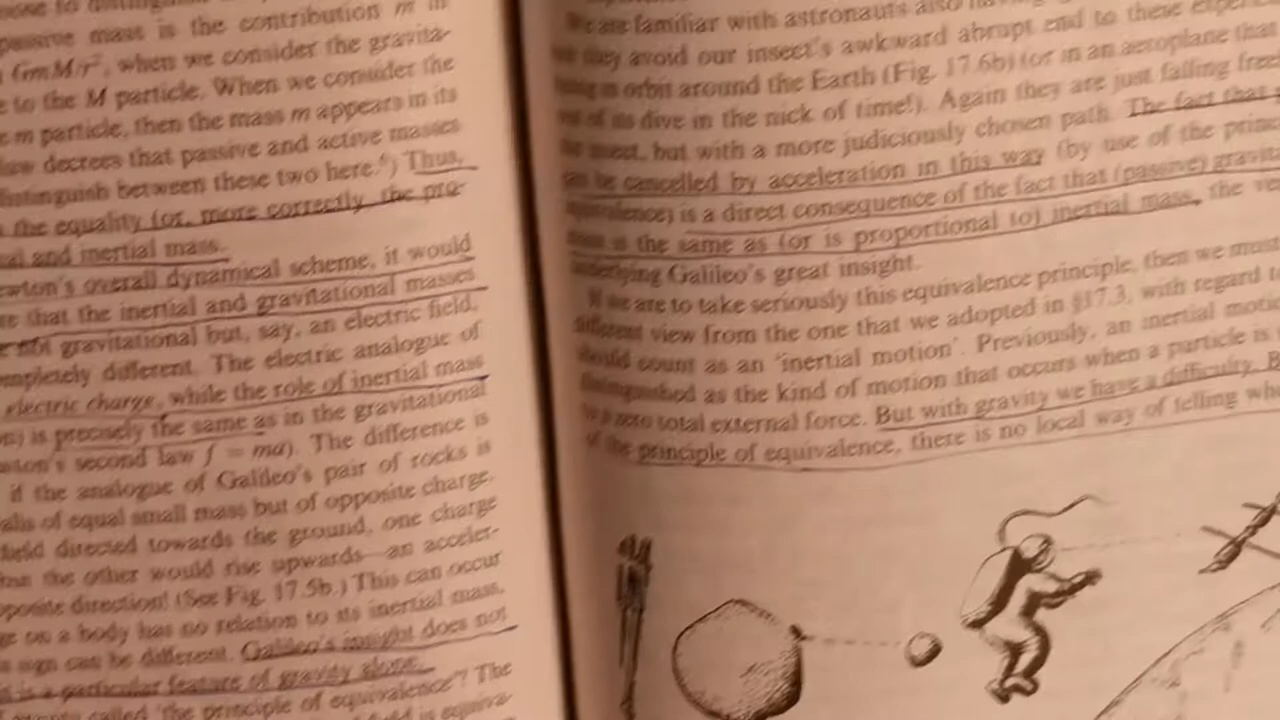 passive mass is the contribution m in
GmM/r², when we consider the gravita-
e to the M particle. When we consider the
m particle, then the mass m appears in its
law decrees that passive and active masses
distinguish between these two here.⁶) Thus,
the equality (or, more correctly, the pro-
and inertial mass.
Newton's overall dynamical scheme, it would
that the inertial and gravitational masses
not gravitational but, say, an electric field,
completely different. The electric analogue of
electric charge, while the role of inertial mass
is precisely the same as in the gravitational
second law f = ma). The difference is
if the analogue of Galileo's pair of rocks is
of equal small mass but of opposite charge.
field directed towards the ground, one charge
the other would rise upwards—an acceler-
opposite direction! (See Fig. 17.5b.) This can occur
on a body has no relation to its inertial mass,
sign can be different. Galileo's insight does not
is a particular feature of gravity alone.
called 'the principle of equivalence'? The
are familiar with astronauts also
they avoid our insect's awkward abrupt end to these
in orbit around the Earth (Fig. 17.6b) (or in an aeroplane that
of its dive in the nick of time!). Again they are just falling free
insect, but with a more judiciously chosen path. The fact that
can be cancelled by acceleration in this way (by use of the princ
is a direct consequence of the fact that (passive) gravita
is the same as (or is proportional to) inertial mass, the ve
underlying Galileo's great insight.
If we are to take seriously this equivalence principle, then we must
different view from the one that we adopted in §17.3, with regard t
should count as an 'inertial motion'. Previously, an inertial moti
distinguished as the kind of motion that occurs when a particle is
zero total external force. But with gravity we have a difficulty. B
of the principle of equivalence, there is no local way of telling whe